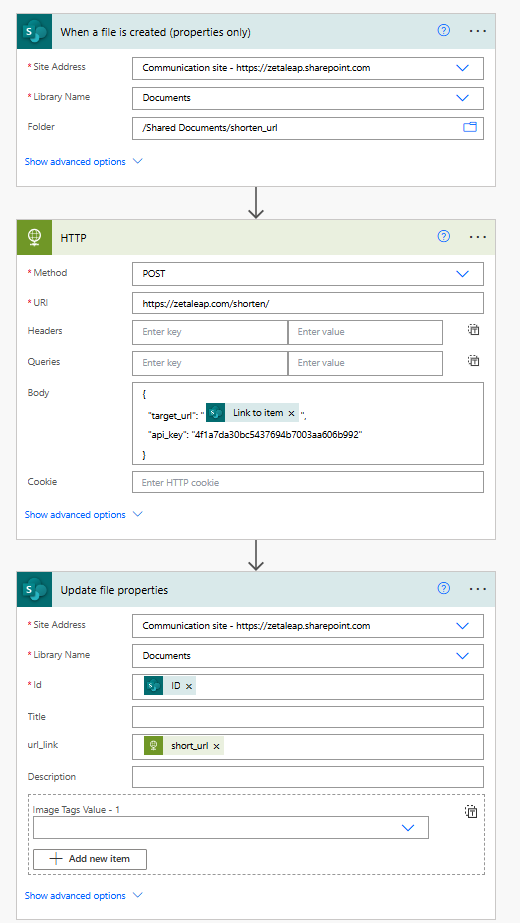 When a file is created (properties only)
* Site Address
Communication site - https://zetaleap.sharepoint.com
* Library Name
Documents
Folder
/Shared Documents/shorten_url
Show advanced options
HTTP
* Method
POST
* URI
https://zetaleap.com/shorten/
Headers
Enter key
Enter value
Queries
Enter key
Enter value
Body
{
"target_url": " Link to item × ",
"api_key": "4f1a7da30bc5437694b7003aa606b992"
}
Cookie
Enter HTTP cookie
Show advanced options
Update file properties
* Site Address
Communication site - https://zetaleap.sharepoint.com
* Library Name
Documents
* Id
ID ×
Title
url_link
short_url ×
Description
Image Tags Value - 1
Add new item
Show advanced options